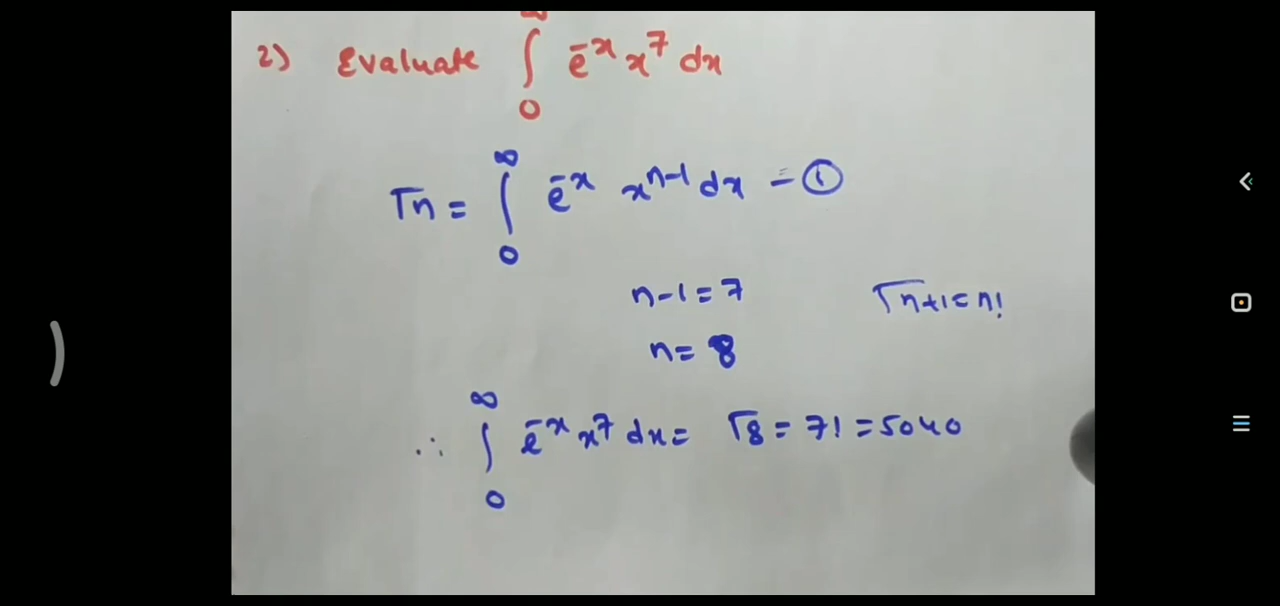 2) Evaluate ∫₀^∞ e⁻ˣ x⁷ dx
Γn = ∫₀^∞ e⁻ˣ xⁿ⁻¹ dx – ①
n-1=7
Γn+1=n!
n= 8
∴ ∫₀^∞ e⁻ˣ x⁷ dx = Γ8 = 7! = 5040